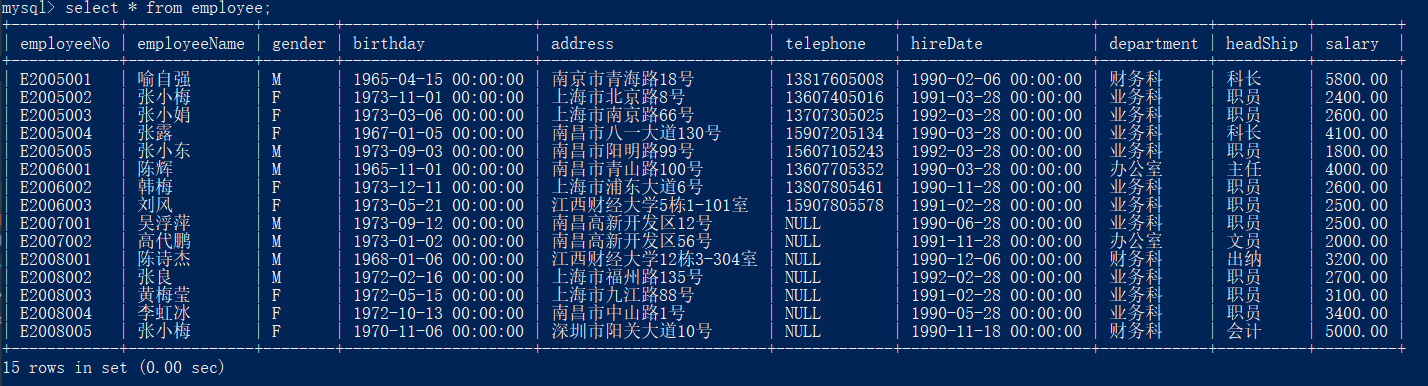 mysql> select * from employee;
+------------+--------------+--------+---------------------+-----------------------+-------------+---------------------+------------+----------+---------+
| employeeNo | employeeName | gender | birthday | address | telephone | hireDate | department | headShip | salary |
+------------+--------------+--------+---------------------+-----------------------+-------------+---------------------+------------+----------+---------+
| E2005001 | 喻自强 | M | 1965-04-15 00:00:00 | 南京市青海路18号 | 13817605008 | 1990-02-06 00:00:00 | 财务科 | 科长 | 5800.00 |
| E2005002 | 张小梅 | F | 1973-11-01 00:00:00 | 上海市北京路8号 | 13607405016 | 1991-03-28 00:00:00 | 业务科 | 职员 | 2400.00 |
| E2005003 | 张小娟 | F | 1973-03-06 00:00:00 | 上海市南京路66号 | 13707305025 | 1992-03-28 00:00:00 | 业务科 | 职员 | 2600.00 |
| E2005004 | 张露 | F | 1967-01-05 00:00:00 | 南昌市八一大道130号 | 15907205134 | 1990-03-28 00:00:00 | 业务科 | 科长 | 4100.00 |
| E2005005 | 张小东 | M | 1973-09-03 00:00:00 | 南昌市阳明路99号 | 15607105243 | 1992-03-28 00:00:00 | 业务科 | 职员 | 1800.00 |
| E2006001 | 陈辉 | M | 1965-11-01 00:00:00 | 南昌市青山路100号 | 13607705352 | 1990-03-28 00:00:00 | 办公室 | 主任 | 4000.00 |
| E2006002 | 韩梅 | F | 1973-12-11 00:00:00 | 上海市浦东大道6号 | 13807805461 | 1990-11-28 00:00:00 | 业务科 | 职员 | 2600.00 |
| E2006003 | 刘风 | F | 1973-05-21 00:00:00 | 江西财经大学5栋1-101室 | 15907805578 | 1991-02-28 00:00:00 | 业务科 | 职员 | 2500.00 |
| E2007001 | 吴浮萍 | M | 1973-09-12 00:00:00 | 南昌高新开发区12号 | NULL | 1990-06-28 00:00:00 | 业务科 | 职员 | 2500.00 |
| E2007002 | 高代鹏 | M | 1973-01-02 00:00:00 | 南昌高新开发区56号 | NULL | 1991-11-28 00:00:00 | 办公室 | 文员 | 2000.00 |
| E2008001 | 陈诗杰 | M | 1968-01-06 00:00:00 | 江西财经大学12栋3-304室 | NULL | 1990-12-06 00:00:00 | 财务科 | 出纳 | 3200.00 |
| E2008002 | 张良 | M | 1972-02-16 00:00:00 | 上海市福州路135号 | NULL | 1992-02-28 00:00:00 | 业务科 | 职员 | 2700.00 |
| E2008003 | 黄梅莹 | F | 1972-05-15 00:00:00 | 上海市九江路88号 | NULL | 1991-02-28 00:00:00 | 业务科 | 职员 | 3100.00 |
| E2008004 | 李虹冰 | F | 1972-10-13 00:00:00 | 南昌市中山路1号 | NULL | 1990-05-28 00:00:00 | 业务科 | 职员 | 3400.00 |
| E2008005 | 张小梅 | F | 1970-11-06 00:00:00 | 深圳市阳关大道10号 | NULL | 1990-11-18 00:00:00 | 财务科 | 会计 | 5000.00 |
+------------+--------------+--------+---------------------+-----------------------+-------------+---------------------+------------+----------+---------+
15 rows in set (0.00 sec)